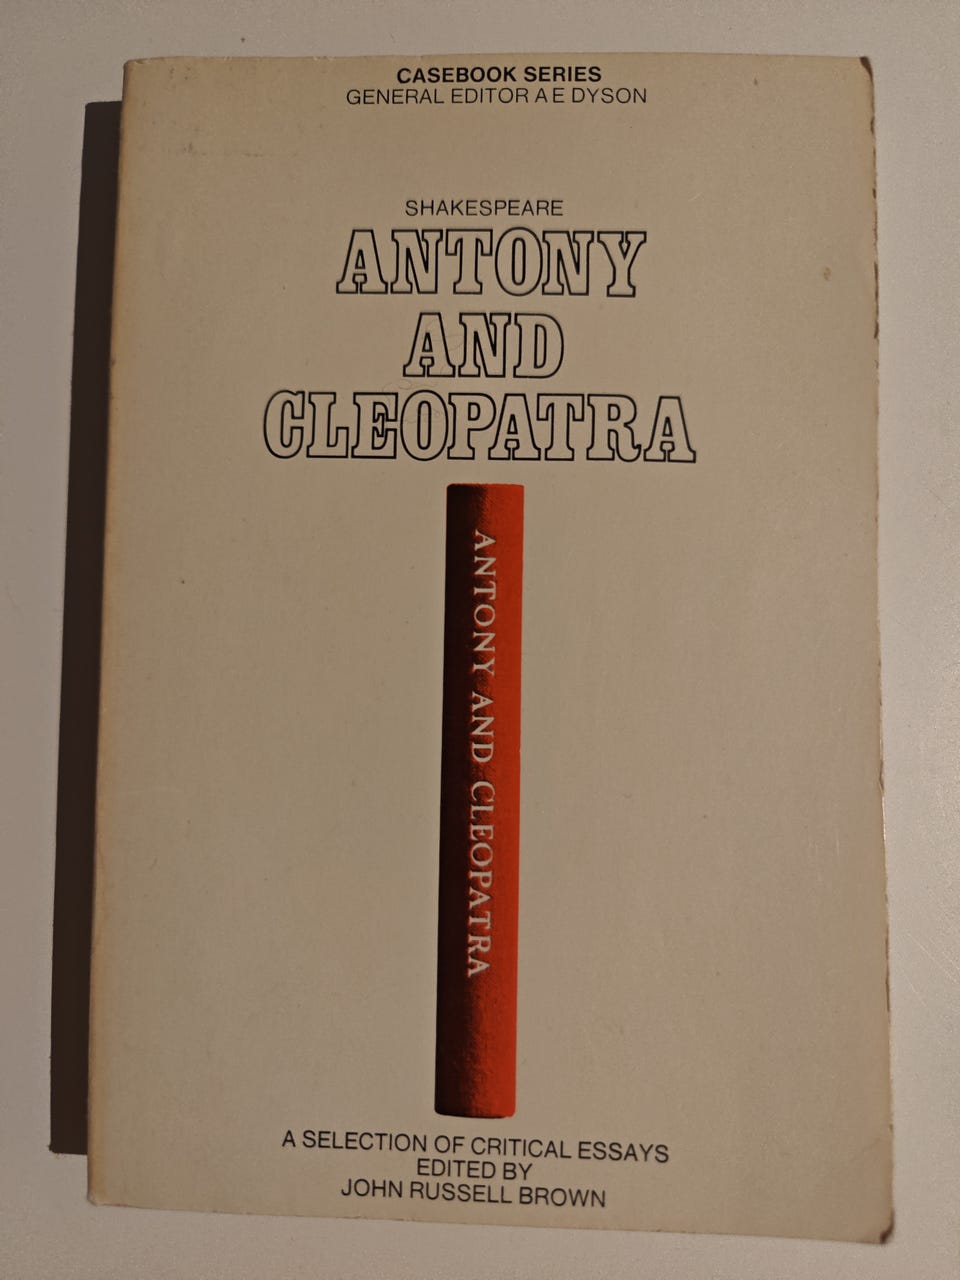 CASEBOOK SERIES
GENERAL EDITOR A E DYSON
SHAKESPEARE
ANTONY
AND
CLEOPATRA
ANTONY AND CLEOPATRA
A SELECTION OF CRITICAL ESSAYS
EDITED BY
JOHN RUSSELL BROWN